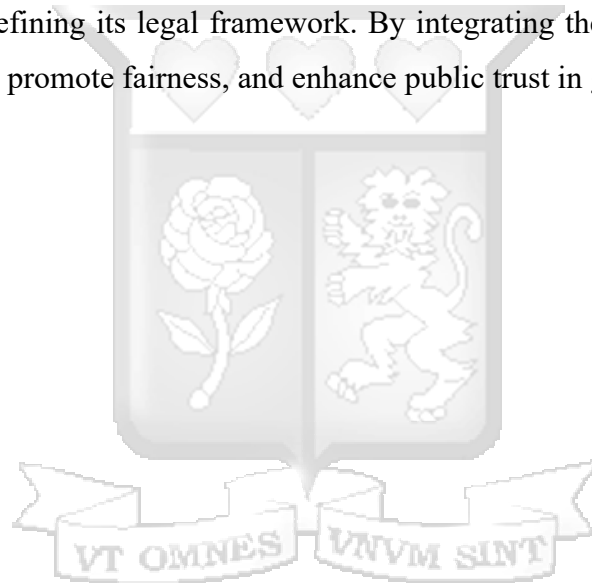 efining its legal framework. By integrating the
promote fairness, and enhance public trust in
VT OMNES VNVM SINT